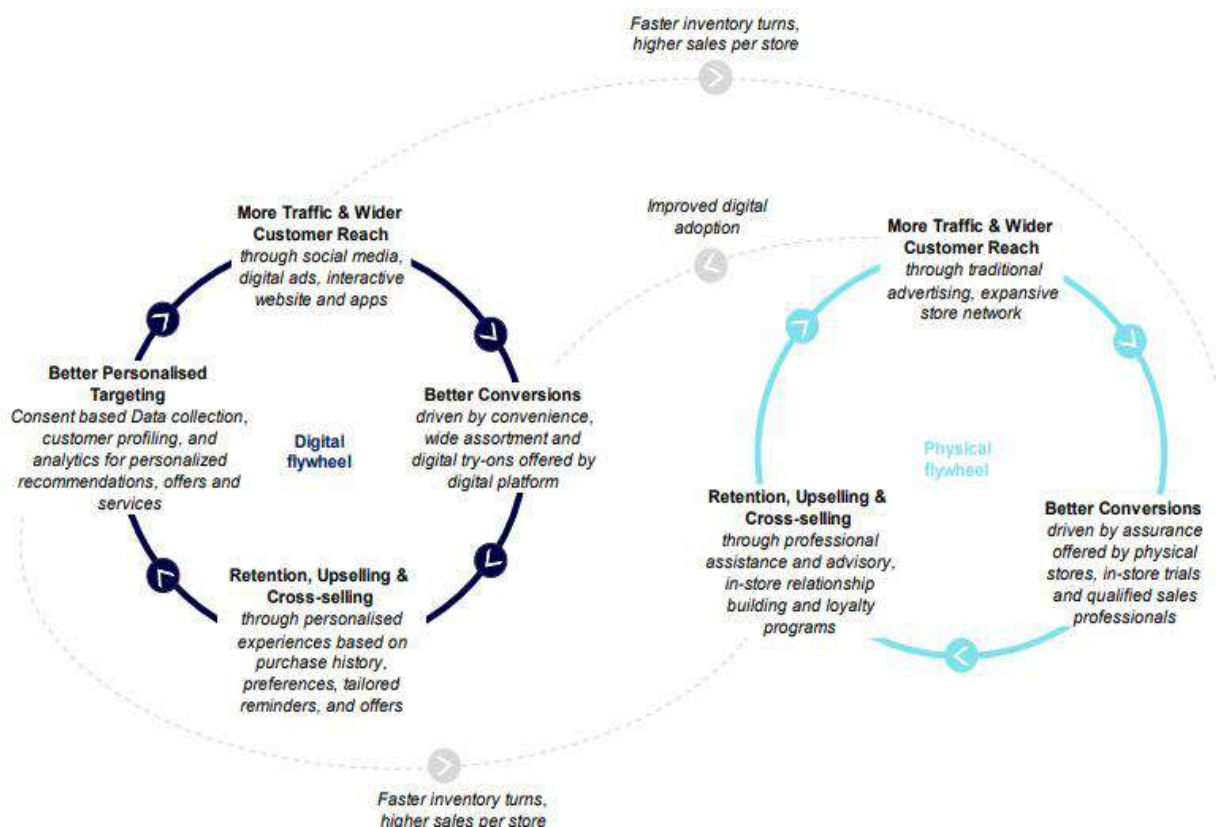 Faster inventory turns,
higher sales per store
Improved digital
adoption
More Traffic & Wider
Customer Reach
through social media,
digital ads, interactive
website and apps
More Traffic & Wider
Customer Reach
through traditional
advertising, expansive
store network
Better Personalised
Targeting
Consent based Data collection,
customer profiling, and
analytics for personalized
recommendations, offers and
services
Digital
flywheel
Better Conversions
driven by convenience,
wide assortment and
digital try-ons offered by
digital platform
Physical
flywheel
Retention, Upselling &
Cross-selling
through professional
assistance and advisory,
in-store relationship
building and loyalty
programs
Better Conversions
driven by assurance
offered by physical
stores, in-store trials
and qualified sales
professionals
Retention, Upselling &
Cross-selling
through personalised
experiences based on
purchase history,
preferences, tailored
reminders, and offers
Faster inventory turns,
higher sales per store